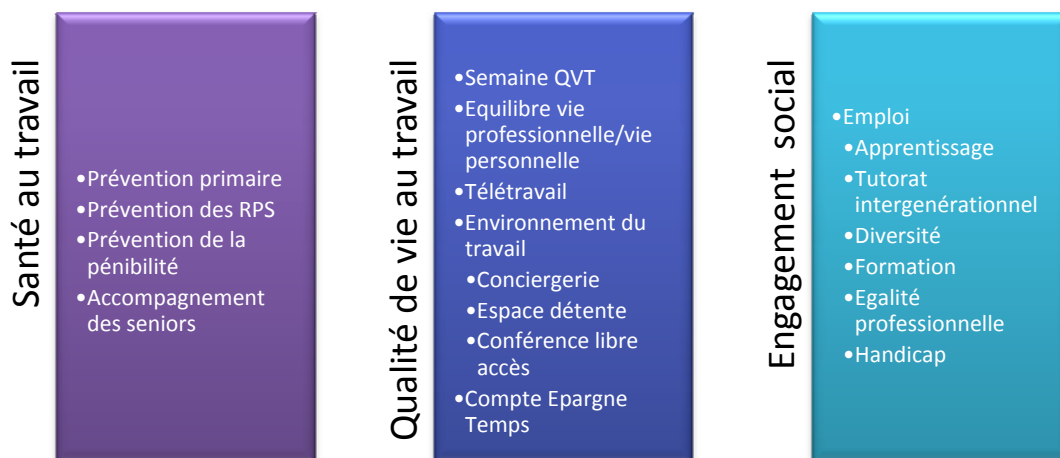 Santé au travail
•Prévention primaire
•Prévention des RPS
•Prévention de la
pénibilité
•Accompagnement
des seniors
Qualité de vie au travail
•Semaine QVT
•Equilibre vie
professionnelle/vie
personnelle
•Télétravail
•Environnement du
travail
•Conciergerie
•Espace détente
•Conférence libre
accès
•Compte Epargne
Temps
Engagement social
•Emploi
•Apprentissage
•Tutorat
intergenérationnel
•Diversité
•Formation
•Egalité
professionnelle
•Handicap